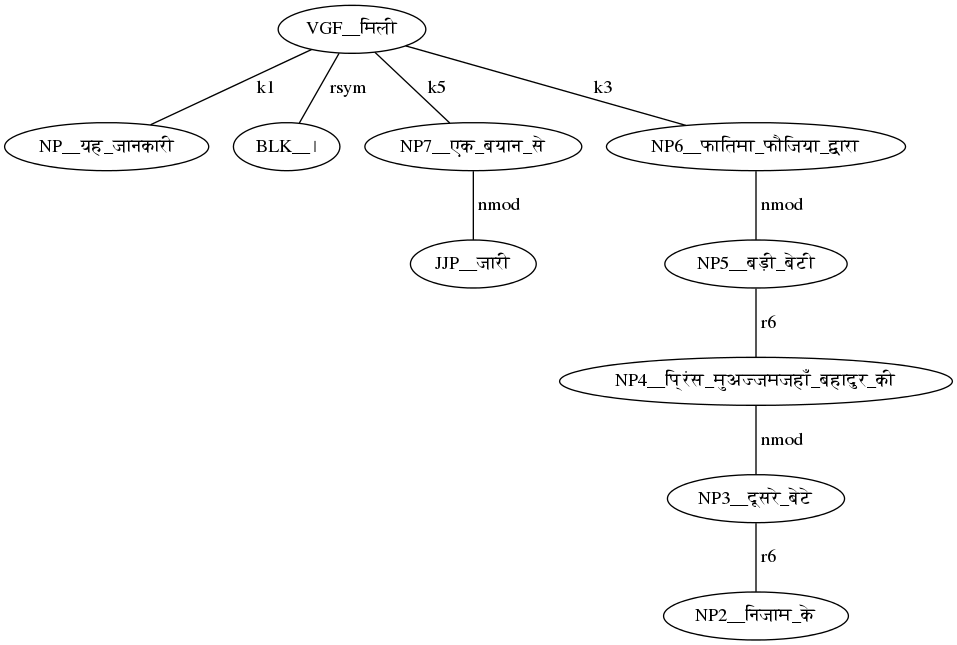 VGF__मिली
k1 rsym k5 k3
NP__यह_जानकारी BLK__। NP7__एक_बयान_से NP6__फातिमा_फौजिया_द्वारा
nmod nmod
JJP__जारी NP5__बड़ी_बेटी
r6
NP4__प्रिंस_मुअज्जमजहाँ_बहादुर_की
nmod
NP3__दूसरे_बेटे
r6
NP2__निजाम_के